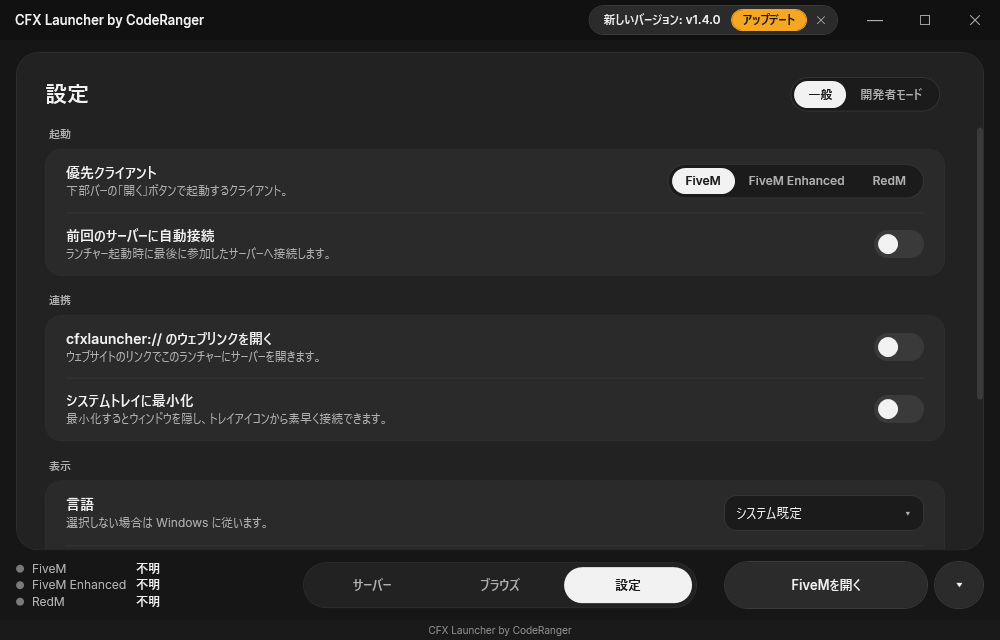 CFX Launcher by CodeRanger
新しいバージョン: v1.4.0
アップデート
設定
一般
開発者モード
起動
優先クライアント
下部バーの「開く」ボタンで起動するクライアント。
FiveM
FiveM Enhanced
RedM
前回のサーバーに自動接続
ランチャー起動時に最後に参加したサーバーへ接続します。
連携
cfxlauncher:// のウェブリンクを開く
ウェブサイトのリンクでこのランチャーにサーバーを開きます。
システムトレイに最小化
最小化するとウィンドウを隠し、トレイアイコンから素早く接続できます。
表示
言語
選択しない場合は Windows に従います。
システム既定
FiveM 不明
FiveM Enhanced 不明
RedM 不明
サーバー
ブラウズ
設定
FiveMを開く
CFX Launcher by CodeRanger